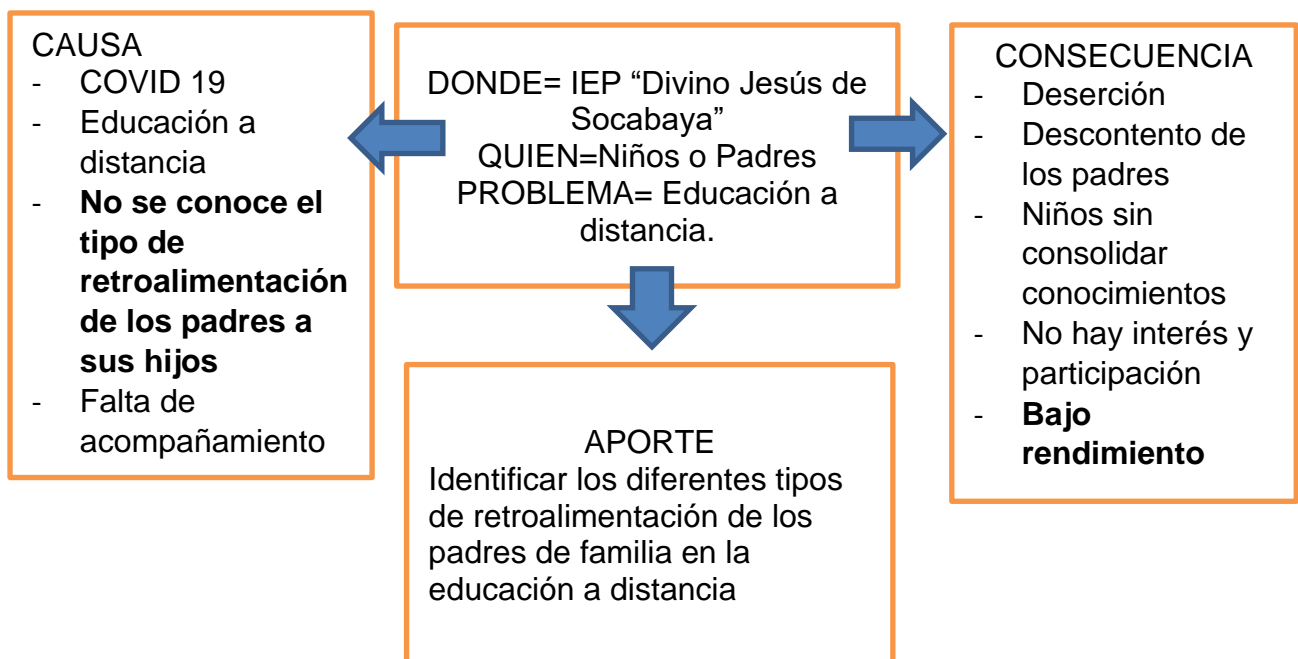 CAUSA
- COVID 19
- Educación a
distancia
- No se conoce el
tipo de
retroalimentación
de los padres a
sus hijos
- Falta de
acompañamiento
DONDE= IEP “Divino Jesús de
Socabaya”
QUIEN=Niños o Padres
PROBLEMA= Educación a
distancia.
CONSECUENCIA
- Deserción
- Descontento de
los padres
- Niños sin
consolidar
conocimientos
- No hay interés y
participación
- Bajo
rendimiento
APORTE
Identificar los diferentes tipos
de retroalimentación de los
padres de familia en la
educación a distancia